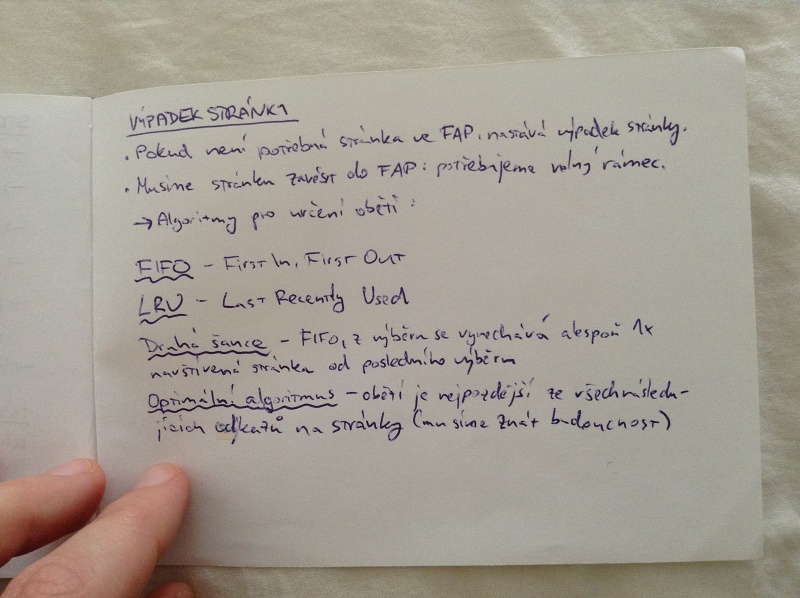 VÝPADEK STRÁNKY
• Pokud není potřebná stránka ve FAP, nastává výpadek stránky.
• Musíme stránku zavést do FAP: potřebujeme volný rámec.
→ Algoritmy pro určení oběti:
FIFO – First In, First Out
LRU – Last Recently Used
Druhá šance – FIFO, z výběru se vynechává alespoň 1x
navštívená stránka od posledního výběru
Optimální algoritmus – obětí je nejpozdější ze všech následu-
jících odkazů na stránky (musíme znát budoucnost)